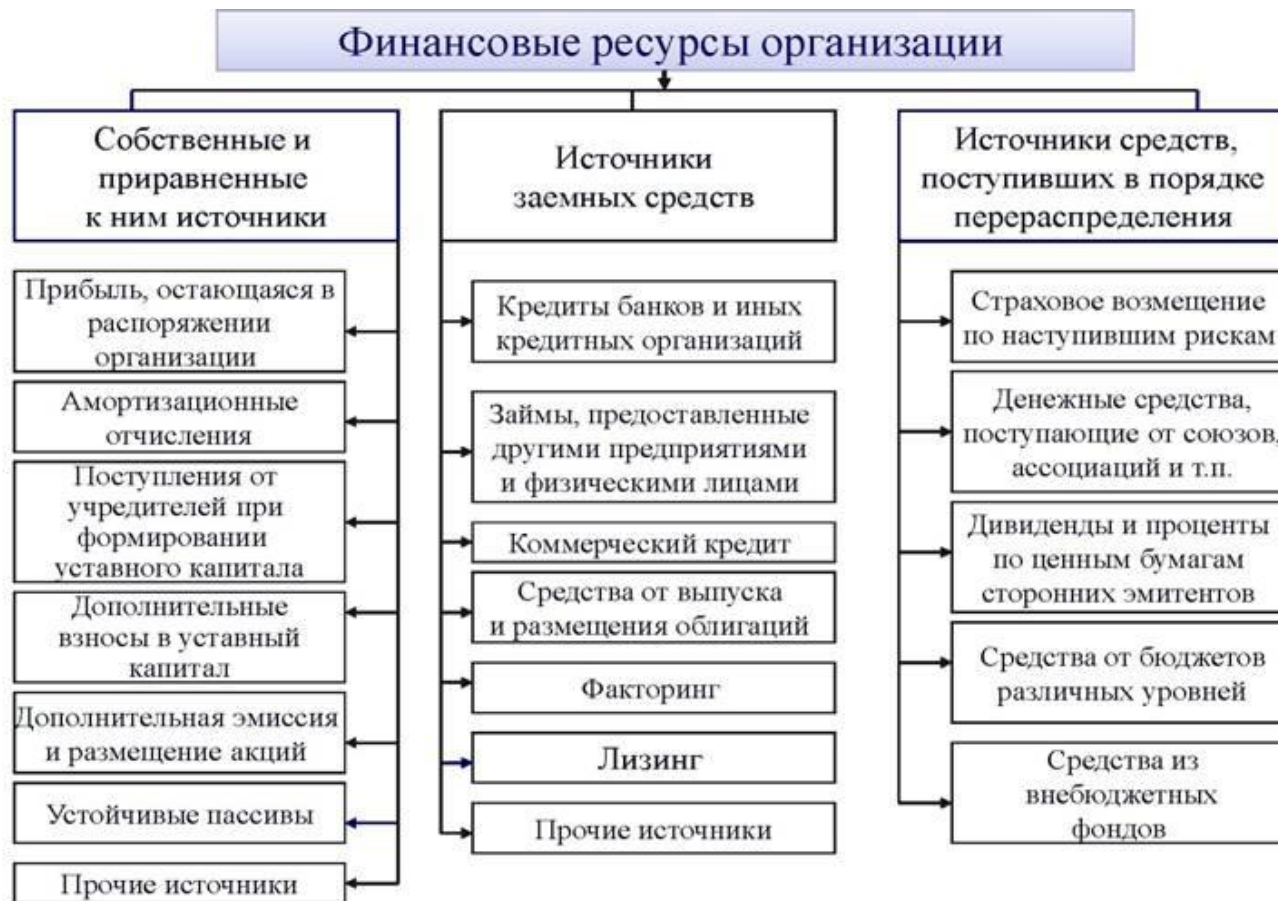 Финансовые ресурсы организации
Собственные и
приравненные
к ним источники
Прибыль, остающаяся в
распоряжении
организации
Амортизационные
отчисления
Поступления от
учредителей при
формировании
уставного капитала
Дополнительные
взносы в уставный
капитал
Дополнительная эмиссия
и размещение акций
Устойчивые пассивы
Прочие источники
Источники
заемных средств
Кредиты банков и иных
кредитных организаций
Займы, предоставленные
другими предприятиями
и физическими лицами
Коммерческий кредит
Средства от выпуска
и размещения облигаций
Факторинг
Лизинг
Прочие источники
Источники средств,
поступивших в порядке
перераспределения
Страховое возмещение
по наступившим рискам
Денежные средства,
поступающие от союзов,
ассоциаций и т.п.
Дивиденды и проценты
по ценным бумагам
сторонних эмитентов
Средства от бюджетов
различных уровней
Средства из
внебюджетных
фондов